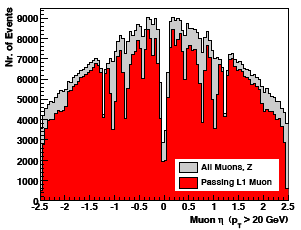 Nr. of Events
9000
8000
7000
6000
5000
4000
3000
2000
1000
0
All Muons, Z
Passing L1 Muon
-2.5 -2 -1.5 -1 -0.5 0 0.5 1 1.5 2 2.5
Muon η (pT > 20 GeV)